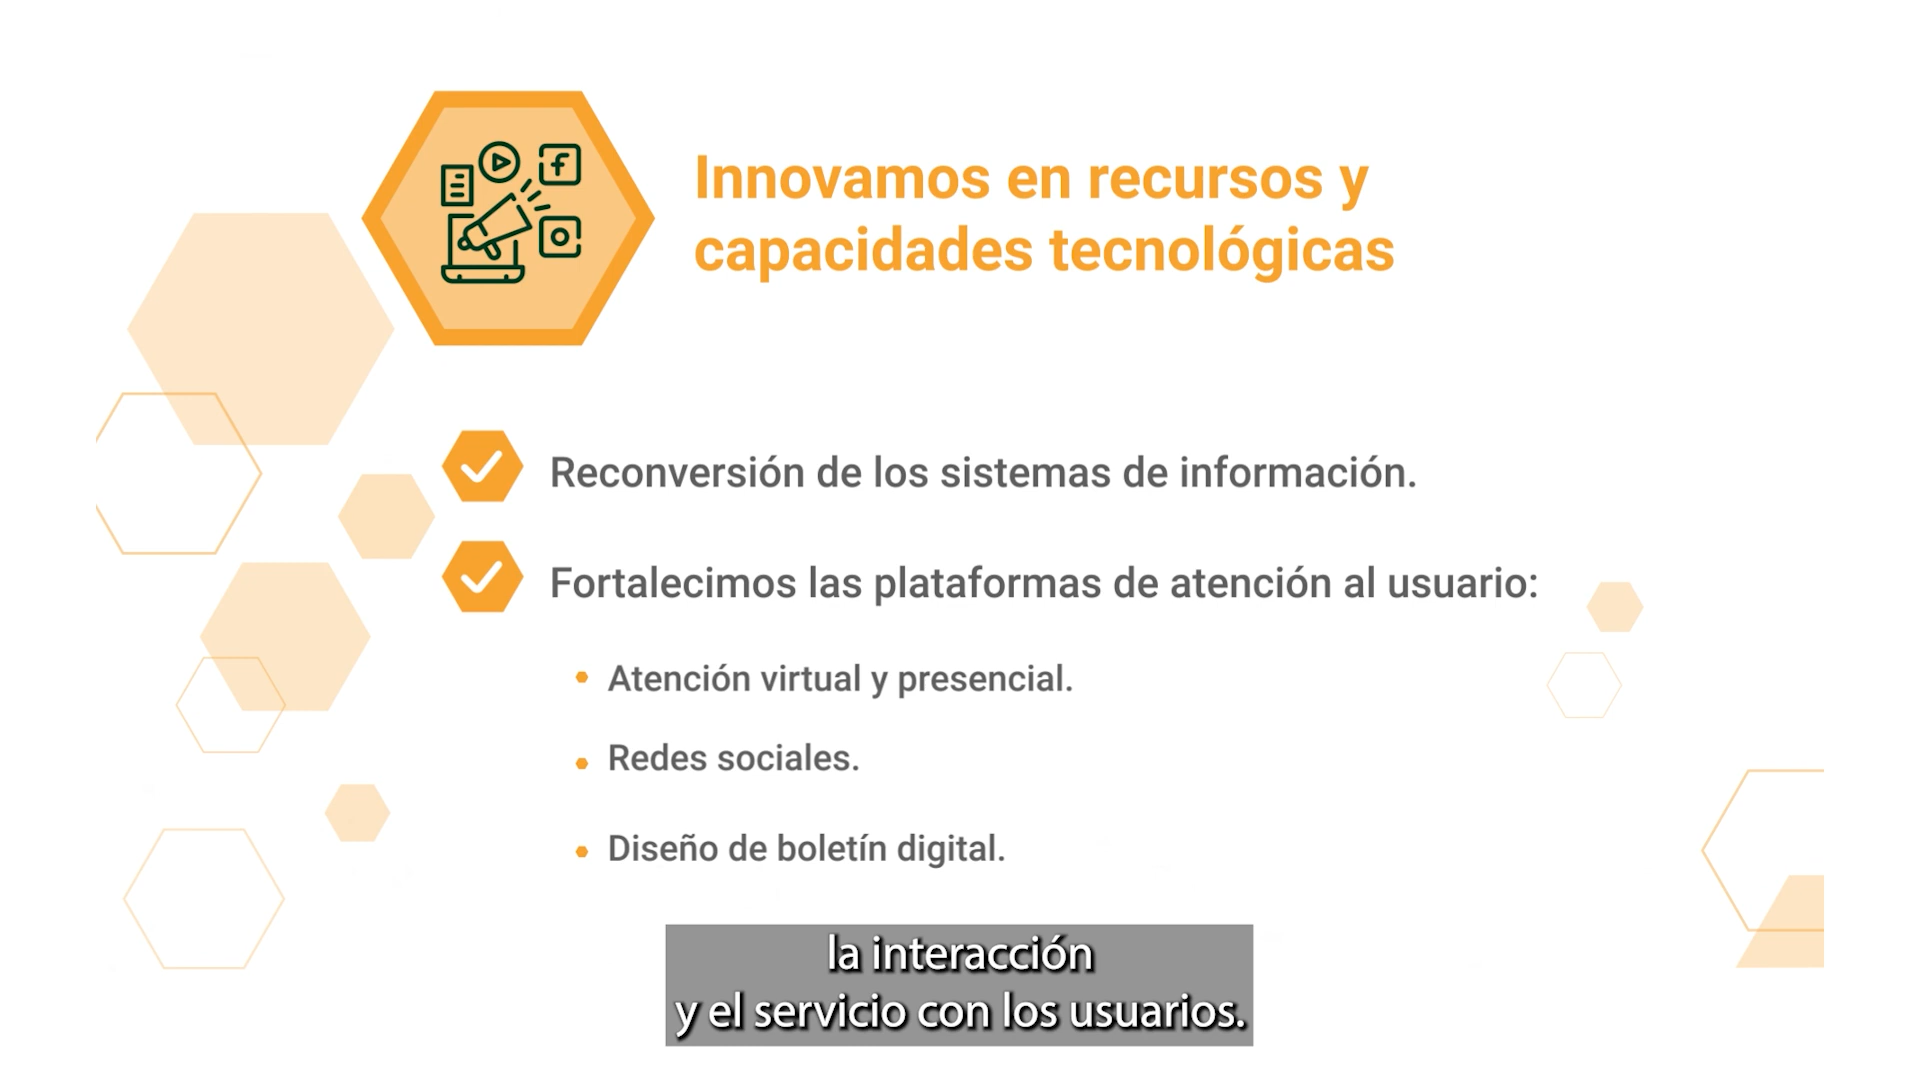 Innovamos en recursos y
capacidades tecnológicas
Reconversión de los sistemas de información.
Fortalecimos las plataformas de atención al usuario:
Atención virtual y presencial.
Redes sociales.
Diseño de boletín digital.
la interacción
y el servicio con los usuarios.